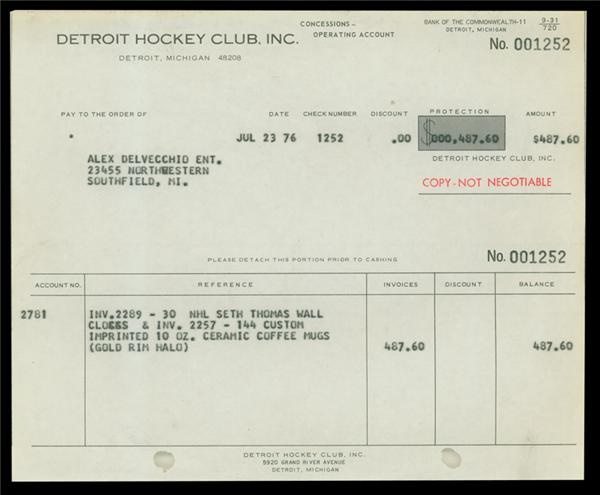 CONCESSIONS-
OPERATING ACCOUNT
BANK OF THE COMMONWEALTH-11
DETROIT, MICHIGAN
9-31
720
DETROIT HOCKEY CLUB, INC.
DETROIT, MICHIGAN 48208
No. 001252
PAY TO THE ORDER OF DATE CHECK NUMBER DISCOUNT PROTECTION AMOUNT
JUL 23 76 1252 .00 $000,487.60 $487.60
ALEX DELVECCHIO ENT.
23455 NORTHWESTERN
SOUTHFIELD, MI.
DETROIT HOCKEY CLUB, INC.
COPY-NOT NEGOTIABLE
PLEASE DETACH THIS PORTION PRIOR TO CASHING
No. 001252
ACCOUNT NO. REFERENCE INVOICES DISCOUNT BALANCE
2781 INV.2289 - 30 NHL SETH THOMAS WALL
& INV. 2257 - 144 CUSTOM
IMPRINTED 10 OZ. CERAMIC COFFEE MUGS
(GOLD RIM HALO) 487.60 487.60
DETROIT HOCKEY CLUB, INC.
5920 GRAND RIVER AVENUE
DETROIT, MICHIGAN